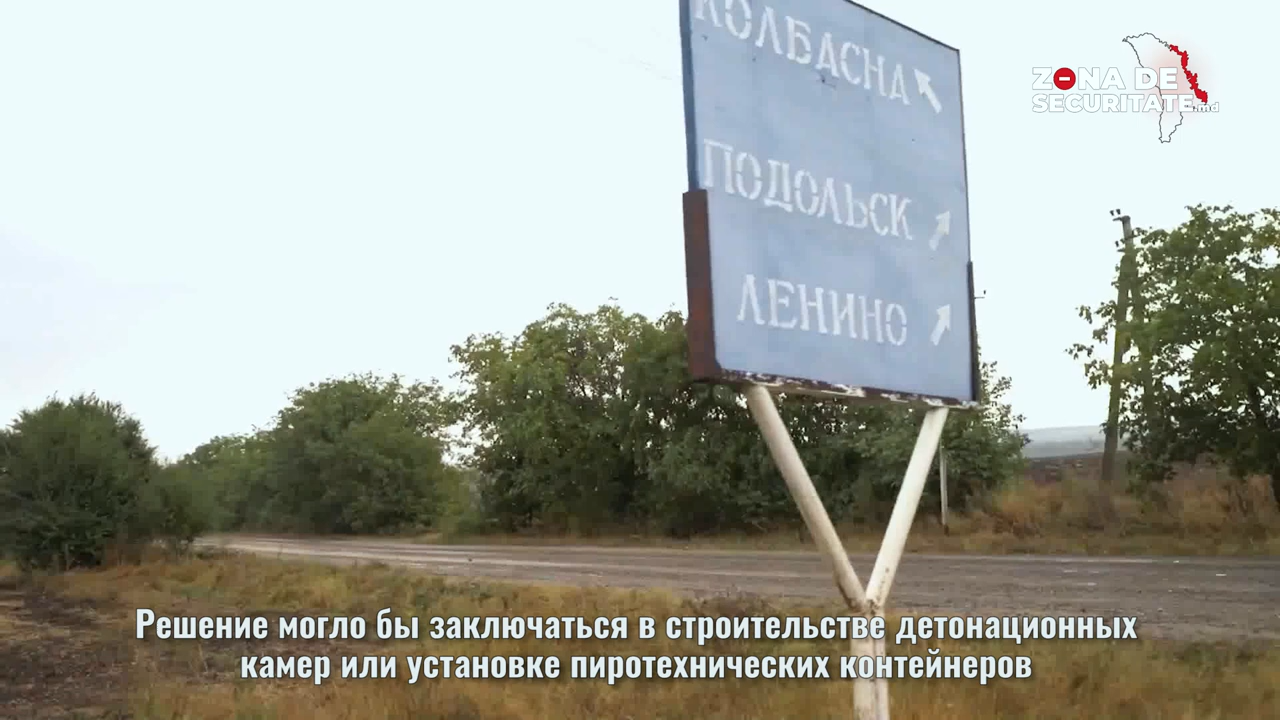 КОЛБАСНА
ПОДОЛЬСК
ЛЕНИНО
ZONA DE
SECURITATE.md
Решение могло бы заключаться в строительстве детонационных
камер или установке пиротехнических контейнеров